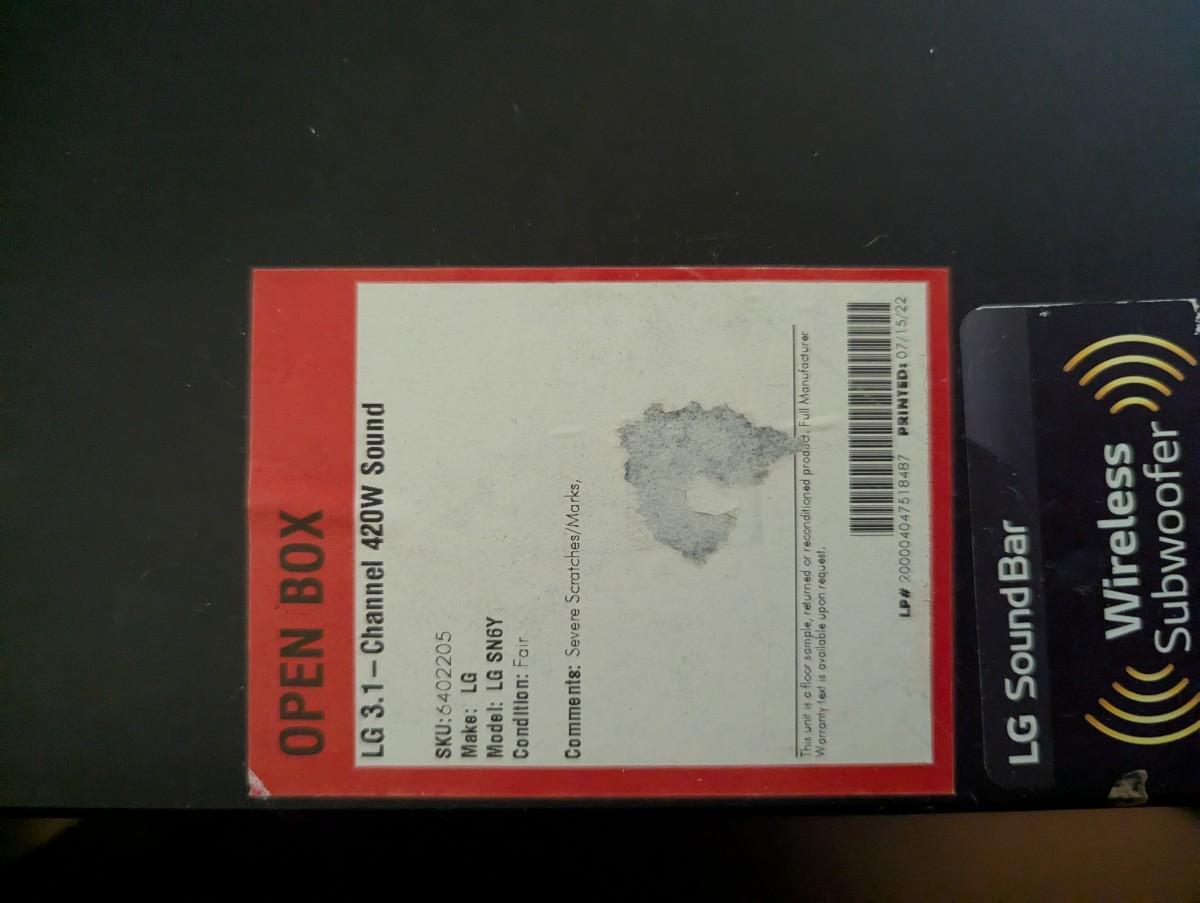 OPEN BOX
LG 3.1-Channel 420W Sound
SKU:6402205
Make: LG
Model: LG SN6Y
Condition: Fair
Comments: Severe Scratches/Marks,
This unit is a floor sample, returned or reconditioned product. Full Manufacturer
Warranty text is available upon request.
LP# 200004047518487 PRINTED: 07/15/22
LG SoundBar
Wireless
Subwoofer